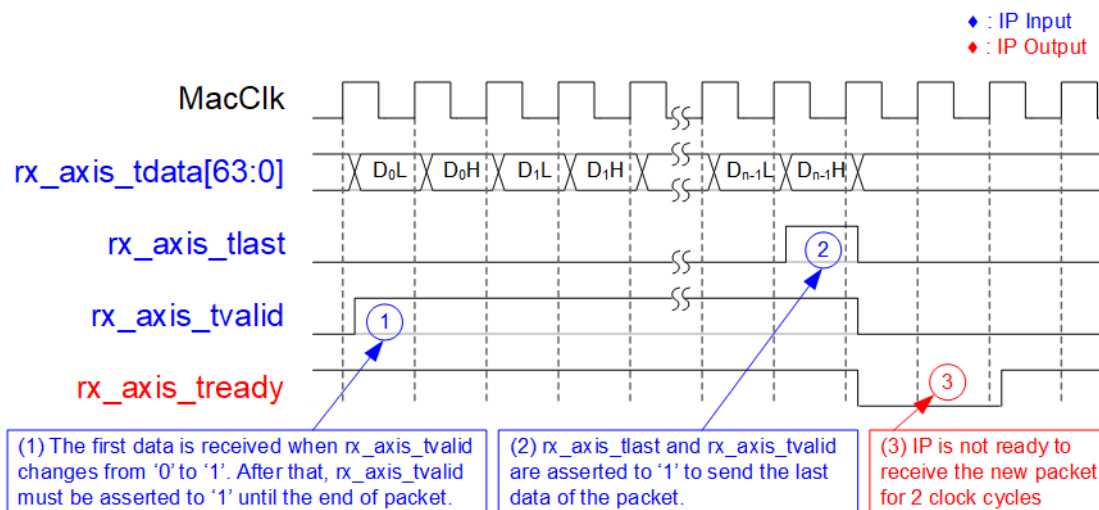 ♦ : IP Input
♦ : IP Output
MacClk
rx_axis_tdata[63:0]
D₀L D₀H D₁L D₁H Dₙ₋₁L Dₙ₋₁H
rx_axis_tlast
2
rx_axis_tvalid
1
rx_axis_tready
3
(1) The first data is received when rx_axis_tvalid
changes from ‘0’ to ‘1’. After that, rx_axis_tvalid
must be asserted to ‘1’ until the end of packet.
(2) rx_axis_tlast and rx_axis_tvalid
are asserted to ‘1’ to send the last
data of the packet.
(3) IP is not ready to
receive the new packet
for 2 clock cycles